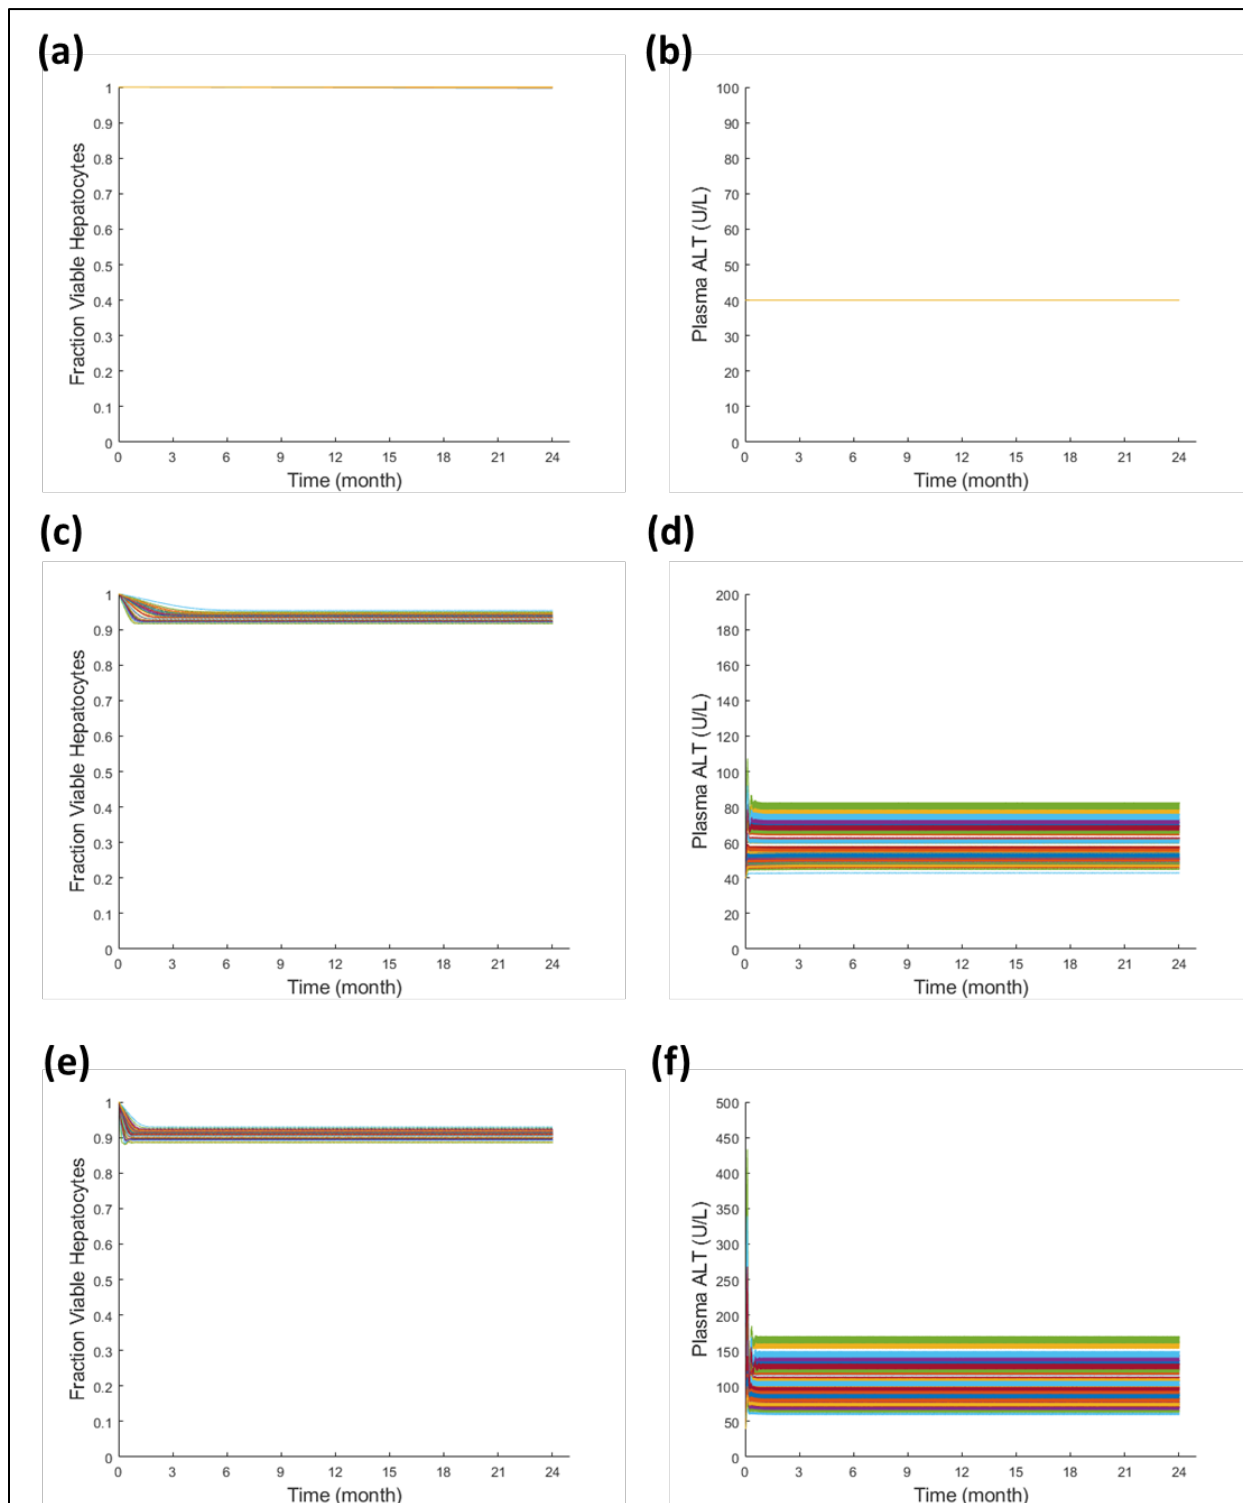 (a)
Fraction Viable Hepatocytes
1
0.9
0.8
0.7
0.6
0.5
0.4
0.3
0.2
0.1
0
0 3 6 9 12 15 18 21 24
Time (month)
(b)
Plasma ALT (U/L)
100
90
80
70
60
50
40
30
20
10
0
0 3 6 9 12 15 18 21 24
Time (month)
(c)
Fraction Viable Hepatocytes
1
0.9
0.8
0.7
0.6
0.5
0.4
0.3
0.2
0.1
0
0 3 6 9 12 15 18 21 24
Time (month)
(d)
Plasma ALT (U/L)
200
180
160
140
120
100
80
60
40
20
0
0 3 6 9 12 15 18 21 24
Time (month)
(e)
Fraction Viable Hepatocytes
1
0.9
0.8
0.7
0.6
0.5
0.4
0.3
0.2
0.1
0
0 3 6 9 12 15 18 21 24
Time (month)
(f)
Plasma ALT (U/L)
500
450
400
350
300
250
200
150
100
50
0
0 3 6 9 12 15 18 21 24
Time (month)